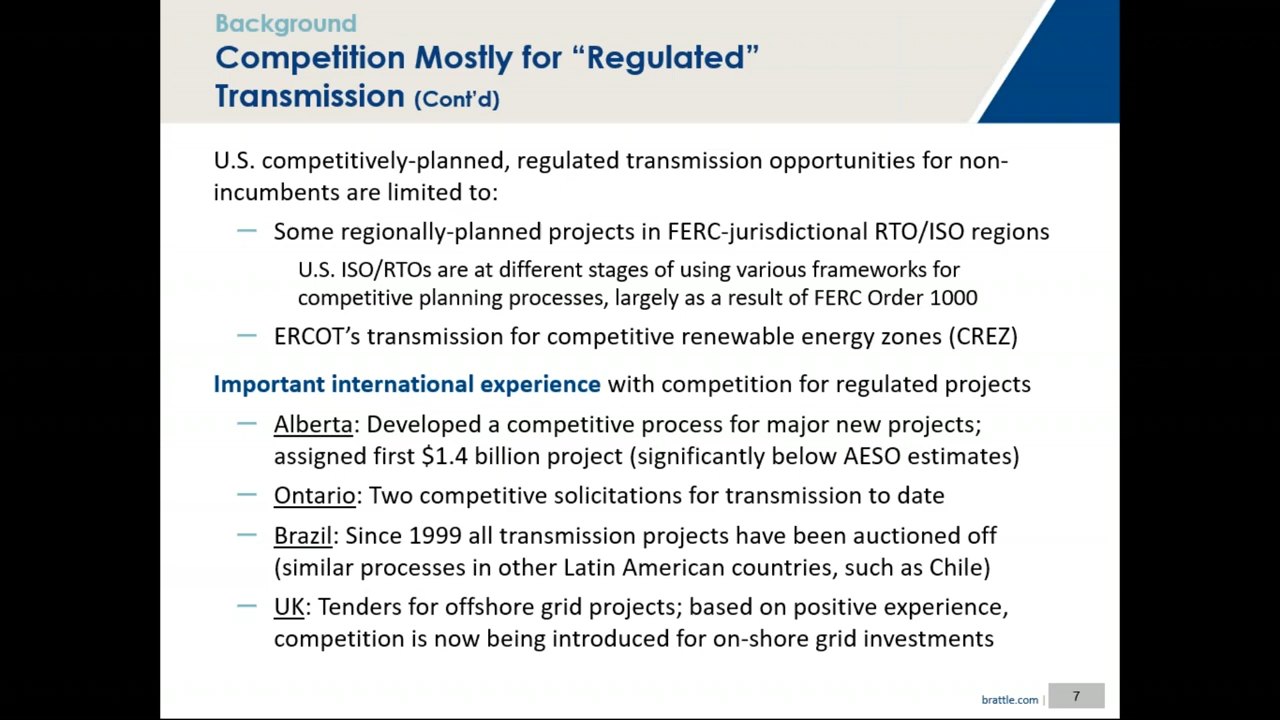 Background
Competition Mostly for “Regulated”
Transmission (Cont’d)
U.S. competitively-planned, regulated transmission opportunities for non-
incumbents are limited to:
— Some regionally-planned projects in FERC-jurisdictional RTO/ISO regions
U.S. ISO/RTOs are at different stages of using various frameworks for
competitive planning processes, largely as a result of FERC Order 1000
— ERCOT’s transmission for competitive renewable energy zones (CREZ)
Important international experience with competition for regulated projects
— Alberta: Developed a competitive process for major new projects;
assigned first $1.4 billion project (significantly below AESO estimates)
— Ontario: Two competitive solicitations for transmission to date
— Brazil: Since 1999 all transmission projects have been auctioned off
(similar processes in other Latin American countries, such as Chile)
— UK: Tenders for offshore grid projects; based on positive experience,
competition is now being introduced for on-shore grid investments
brattle.com | 7